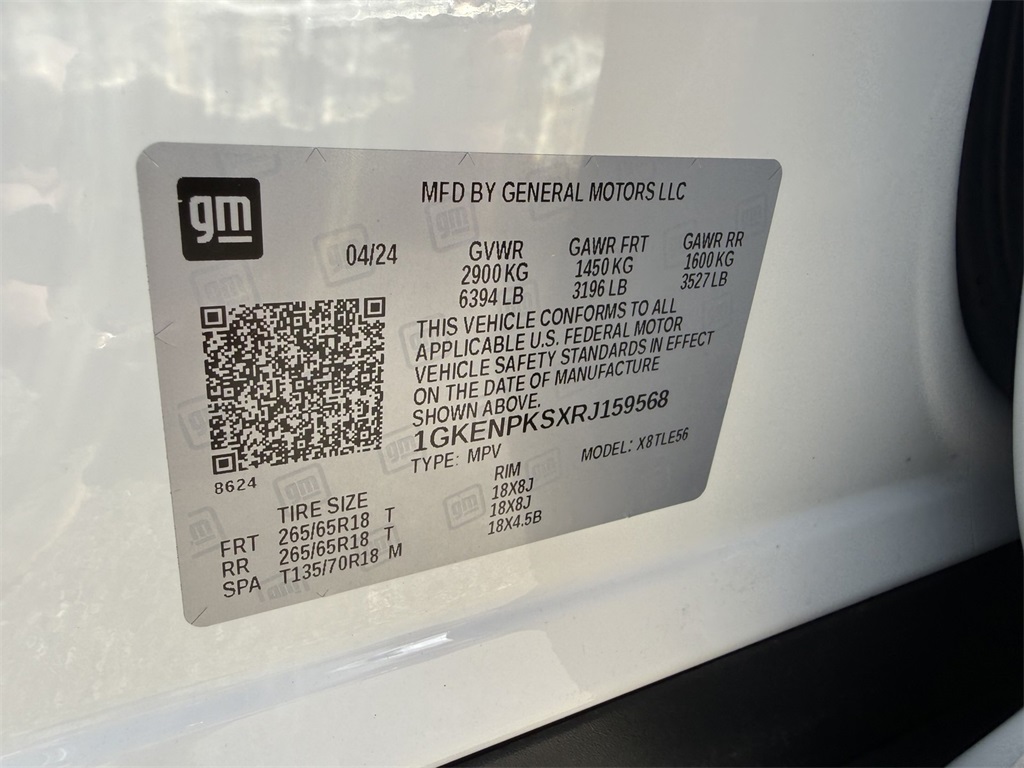 gm
MFD BY GENERAL MOTORS LLC
04/24
GVWR GAWR FRT GAWR RR
2900 KG 1450 KG 1600 KG
6394 LB 3196 LB 3527 LB
THIS VEHICLE CONFORMS TO ALL
APPLICABLE U.S. FEDERAL MOTOR
VEHICLE SAFETY STANDARDS IN EFFECT
ON THE DATE OF MANUFACTURE
SHOWN ABOVE.
1GKENPKSXRJ159568
TYPE: MPV MODEL: X8TLE56
8624
TIRE SIZE RIM
FRT 265/65R18 T 18X8J
RR 265/65R18 T 18X8J
SPA T135/70R18 M 18X4.5B